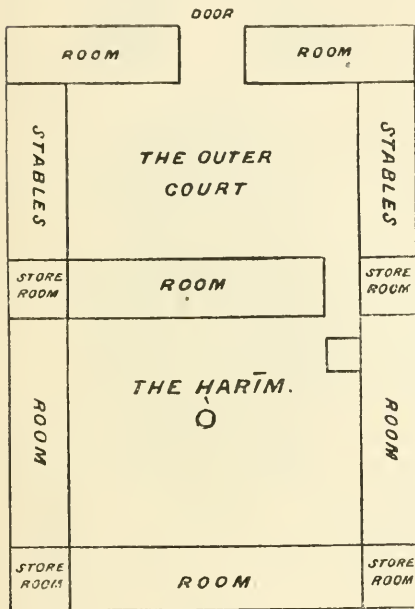 DOOR
ROOM ROOM
STABLES STABLES
THE OUTER
COURT
STORE
ROOM
ROOM
STORE
ROOM
THE HARĪM.
ROOM ROOM
STORE
ROOM
ROOM
STORE
ROOM